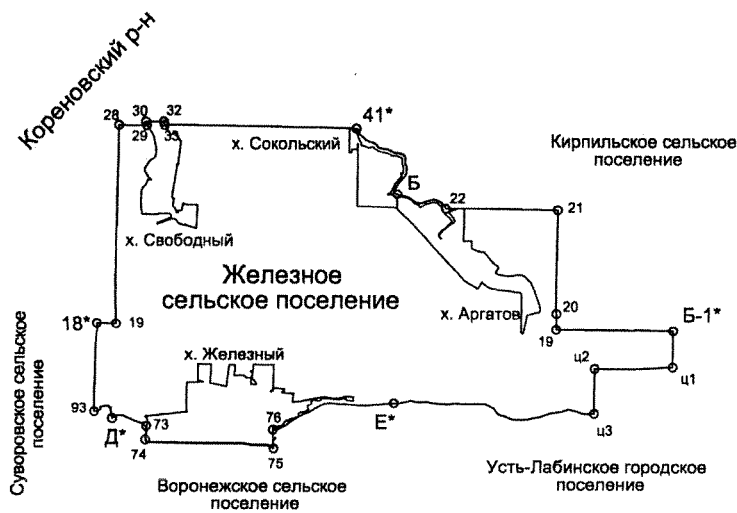 Кореновский р-н
30
32
28
29
33
41*
х. Сокольский
Кирпильское сельское
поселение
Б
22
21
х. Свободный
Железное
сельское поселение
х. Аргатов
20
19
Б-1*
18*
19
ц2
ц1
х. Железный
Суворовское сельское
поселение
93
Д*
73
74
76
75
Е*
ц3
Усть-Лабинское городское
поселение
Воронежское сельское
поселение